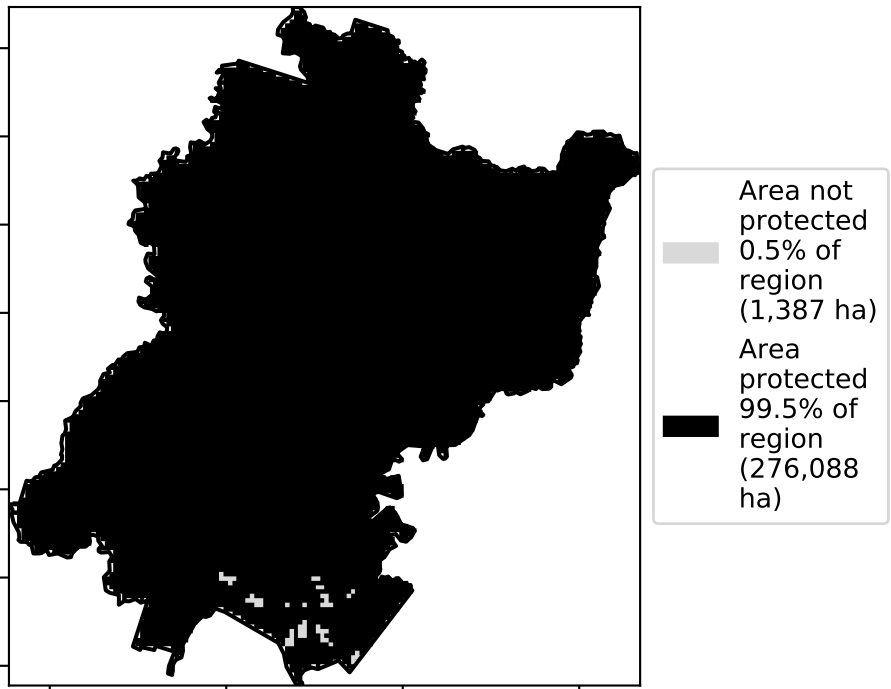 Area not
protected
0.5% of
region
(1,387 ha)
Area
protected
99.5% of
region
(276,088
ha)